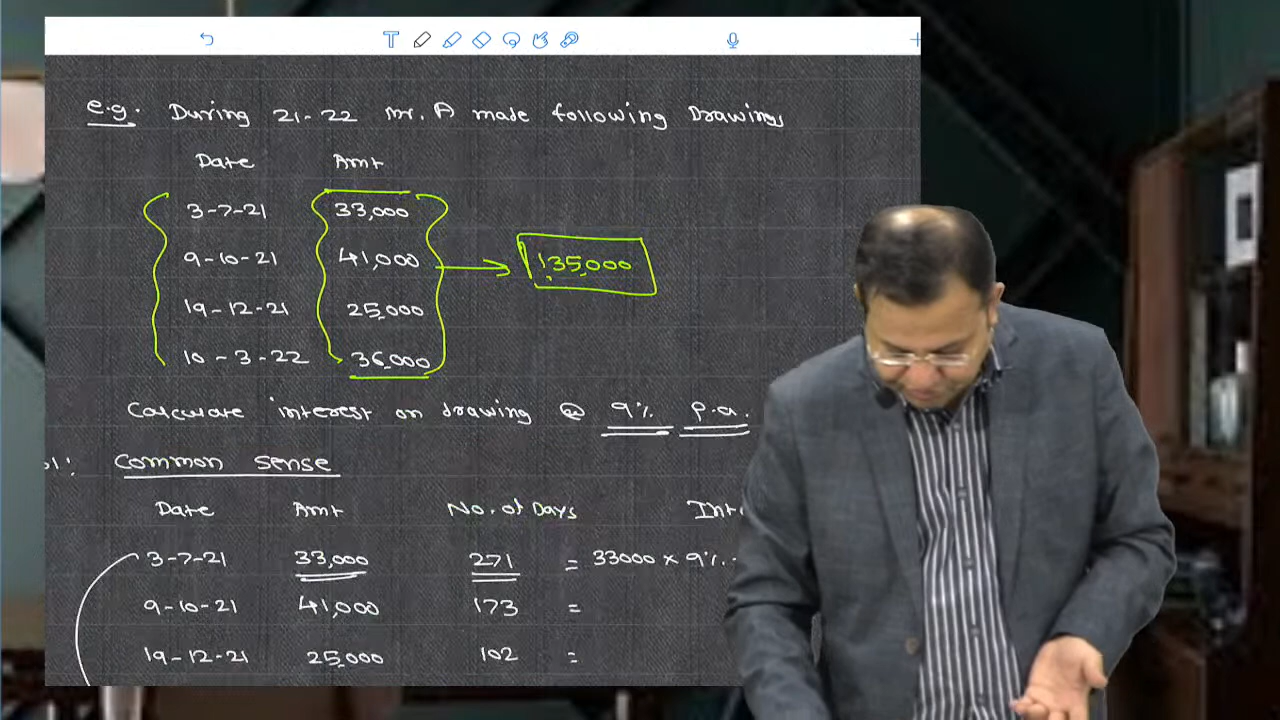 e.g. During 21-22 Mr. A made following Drawings
Date Amt
3-7-21 33,000
9-10-21 41,000 135,000
19-12-21 25,000
10-3-22 36,000
Calculate interest on drawing @ 9% p.a.
Common sense
Date Amt No. of Days
3-7-21 33,000 271 = 33000 x 9%
9-10-21 41,000 173 =
19-12-21 25,000 102 =